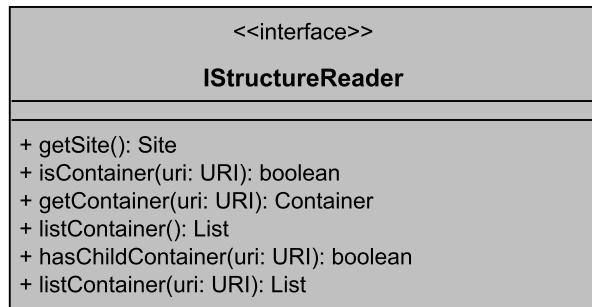 <<interface>>
IStructureReader
+ getSite(): Site
+ isContainer(uri: URI): boolean
+ getContainer(uri: URI): Container
+ listContainer(): List
+ hasChildContainer(uri: URI): boolean
+ listContainer(uri: URI): List